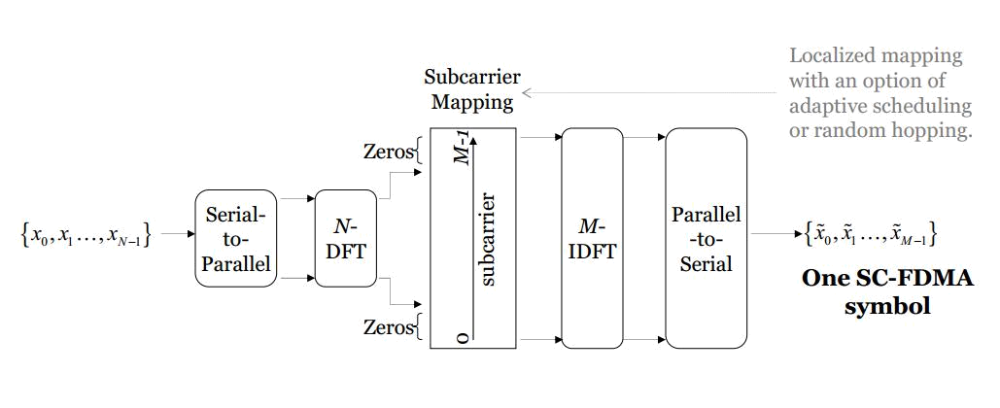 Localized mapping
with an option of
adaptive scheduling
or random hopping.
Subcarrier
Mapping
Zeros{
M-1
subcarrier
0
Zeros{
{x₀, x₁ …, x_{N−1}}
Serial-
to-
Parallel
N-
DFT
M-
IDFT
Parallel
-to-
Serial
{x̃₀, x̃₁ …, x̃_{M−1}}
One SC-FDMA
symbol